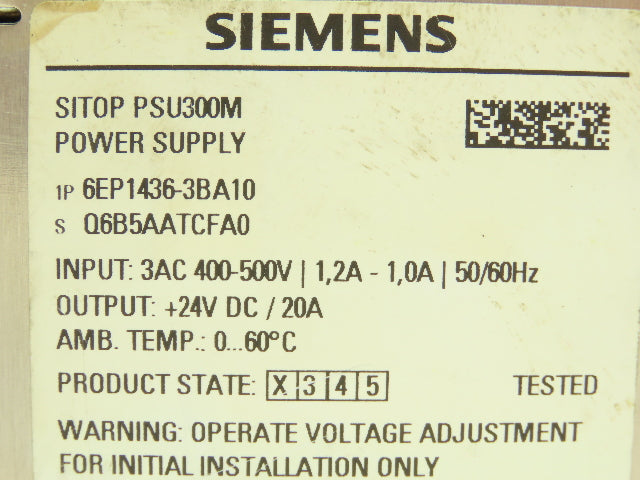 SIEMENS
SITOP PSU300M
POWER SUPPLY
1P 6EP1436-3BA10
S Q6B5AATCFA0
INPUT: 3AC 400-500V | 1,2A - 1,0A | 50/60Hz
OUTPUT: +24V DC / 20A
AMB. TEMP.: 0...60°C
PRODUCT STATE: X 3 4 5 TESTED
WARNING: OPERATE VOLTAGE ADJUSTMENT
FOR INITIAL INSTALLATION ONLY